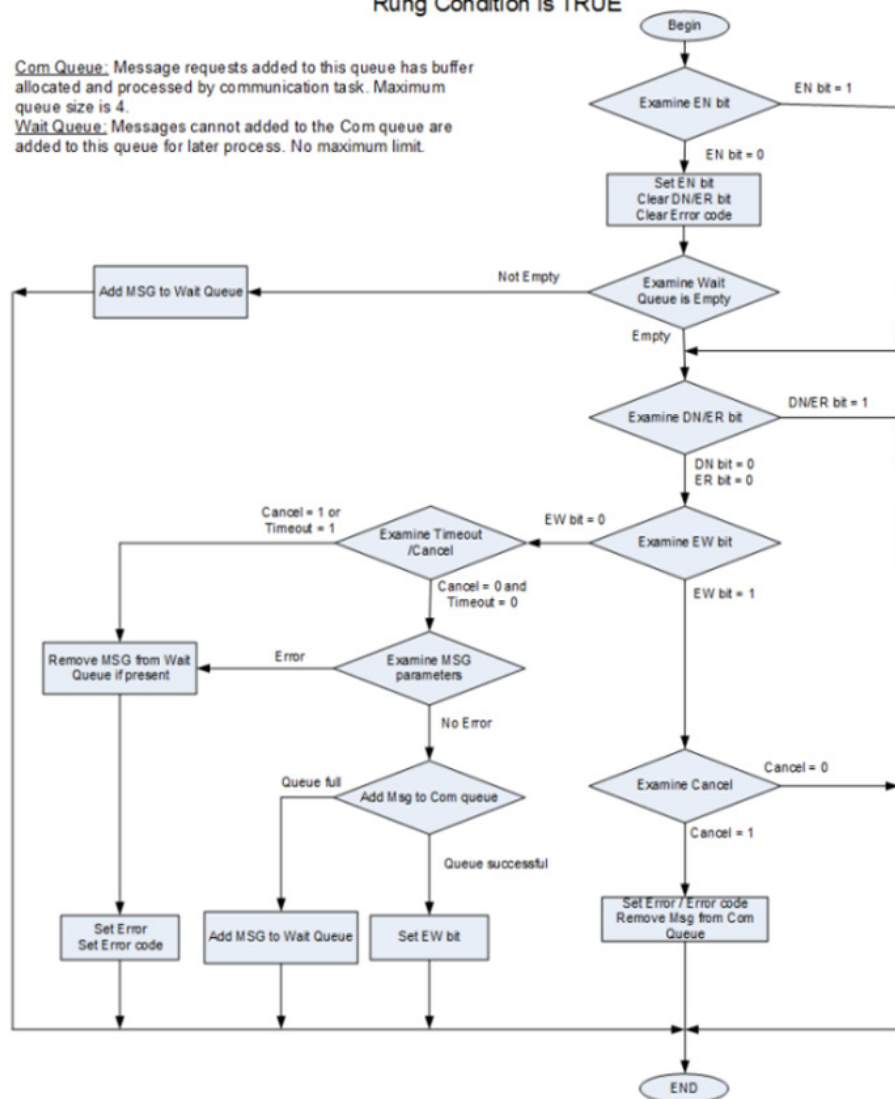 Rung Condition is TRUE
Begin
Com Queue: Message requests added to this queue has buffer
allocated and processed by communication task. Maximum
queue size is 4.
Wait Queue: Messages cannot added to the Com queue are
added to this queue for later process. No maximum limit.
Examine EN bit
EN bit = 1
EN bit = 0
Set EN bit
Clear DN/ER bit
Clear Error code
Add MSG to Wait Queue
Not Empty
Examine Wait
Queue is Empty
Empty
Examine DN/ER bit
DN/ER bit = 1
DN bit = 0
ER bit = 0
Cancel = 1 or
Timeout = 1
Examine Timeout
/Cancel
EW bit = 0
Examine EW bit
Cancel = 0 and
Timeout = 0
EW bit = 1
Remove MSG from Wait
Queue if present
Error
Examine MSG
parameters
No Error
Queue full
Add Msg to Com queue
Examine Cancel
Cancel = 0
Cancel = 1
Queue successful
Set Error
Set Error code
Add MSG to Wait Queue
Set EW bit
Set Error / Error code
Remove Msg from Com
Queue
END